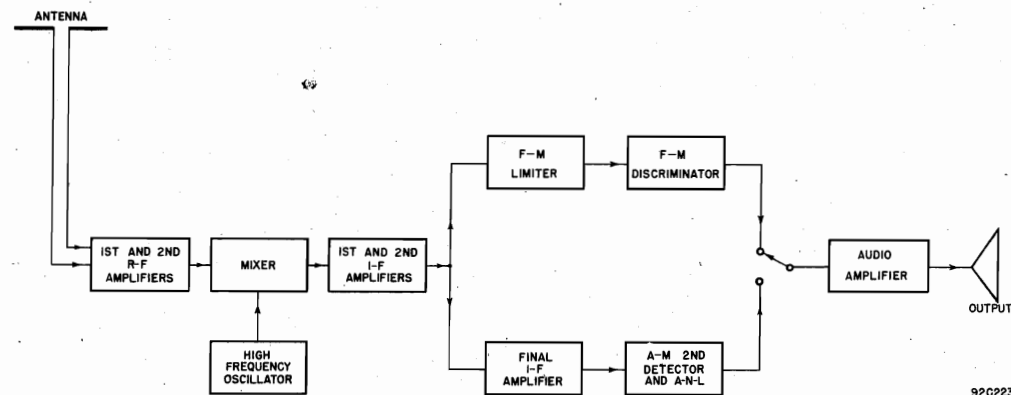 ANTENNA
F-M
LIMITER
F-M
DISCRIMINATOR
1ST AND 2ND
R-F
AMPLIFIERS
MIXER
1ST AND 2ND
I-F
AMPLIFIERS
AUDIO
AMPLIFIER
OUTPUT
HIGH
FREQUENCY
OSCILLATOR
FINAL
I-F
AMPLIFIER
A-M 2ND
DETECTOR
AND A-N-L
92C223